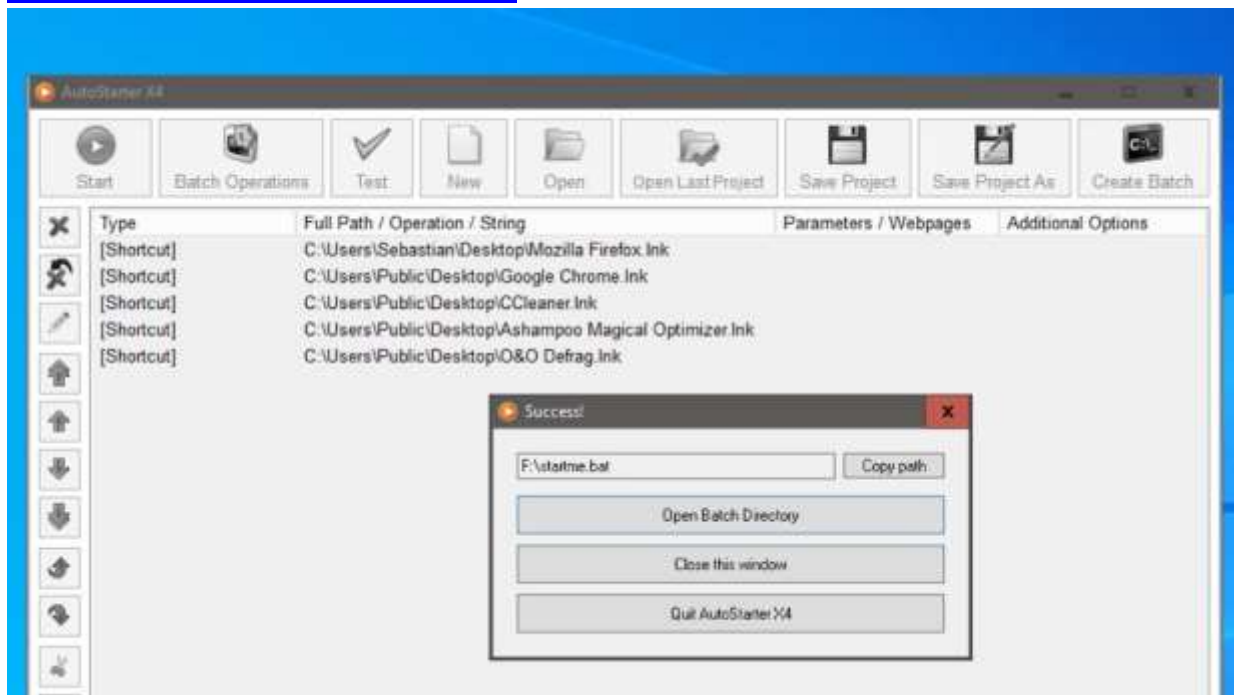 AutoStarter X4
Start Batch Operations Test New Open Open Last Project Save Project Save Project As Create Batch
C:\_
Type Full Path / Operation / String Parameters / Webpages Additional Options
[Shortcut] C:\Users\Sebastian\Desktop\Mozilla Firefox.lnk
[Shortcut] C:\Users\Public\Desktop\Google Chrome.lnk
[Shortcut] C:\Users\Public\Desktop\CCleaner.lnk
[Shortcut] C:\Users\Public\Desktop\Ashampoo Magical Optimizer.lnk
[Shortcut] C:\Users\Public\Desktop\O&O Defrag.lnk
Success!
F:\startme.bat Copy path
Open Batch Directory
Close this window
Quit AutoStarter X4